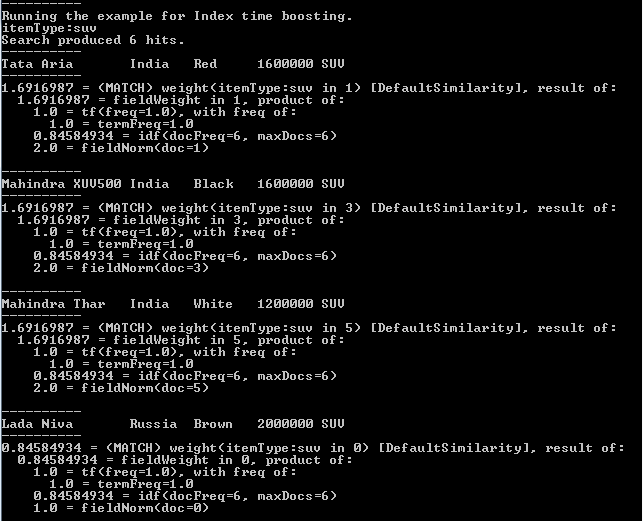 ----------
Running the example for Index time boosting.
itemType:suv
Search produced 6 hits.
----------
Tata Aria       India   Red     1600000 SUV
----------
1.6916987 = (MATCH) weight(itemType:suv in 1) [DefaultSimilarity], result of:
  1.6916987 = fieldWeight in 1, product of:
    1.0 = tf(freq=1.0), with freq of:
      1.0 = termFreq=1.0
    0.84584934 = idf(docFreq=6, maxDocs=6)
    2.0 = fieldNorm(doc=1)
----------
Mahindra XUV500 India   Black   1600000 SUV
----------
1.6916987 = (MATCH) weight(itemType:suv in 3) [DefaultSimilarity], result of:
  1.6916987 = fieldWeight in 3, product of:
    1.0 = tf(freq=1.0), with freq of:
      1.0 = termFreq=1.0
    0.84584934 = idf(docFreq=6, maxDocs=6)
    2.0 = fieldNorm(doc=3)
----------
Mahindra Thar   India   White   1200000 SUV
----------
1.6916987 = (MATCH) weight(itemType:suv in 5) [DefaultSimilarity], result of:
  1.6916987 = fieldWeight in 5, product of:
    1.0 = tf(freq=1.0), with freq of:
      1.0 = termFreq=1.0
    0.84584934 = idf(docFreq=6, maxDocs=6)
    2.0 = fieldNorm(doc=5)
----------
Lada Niva       Russia  Brown   2000000 SUV
----------
0.84584934 = (MATCH) weight(itemType:suv in 0) [DefaultSimilarity], result of:
  0.84584934 = fieldWeight in 0, product of:
    1.0 = tf(freq=1.0), with freq of:
      1.0 = termFreq=1.0
    0.84584934 = idf(docFreq=6, maxDocs=6)
    1.0 = fieldNorm(doc=0)